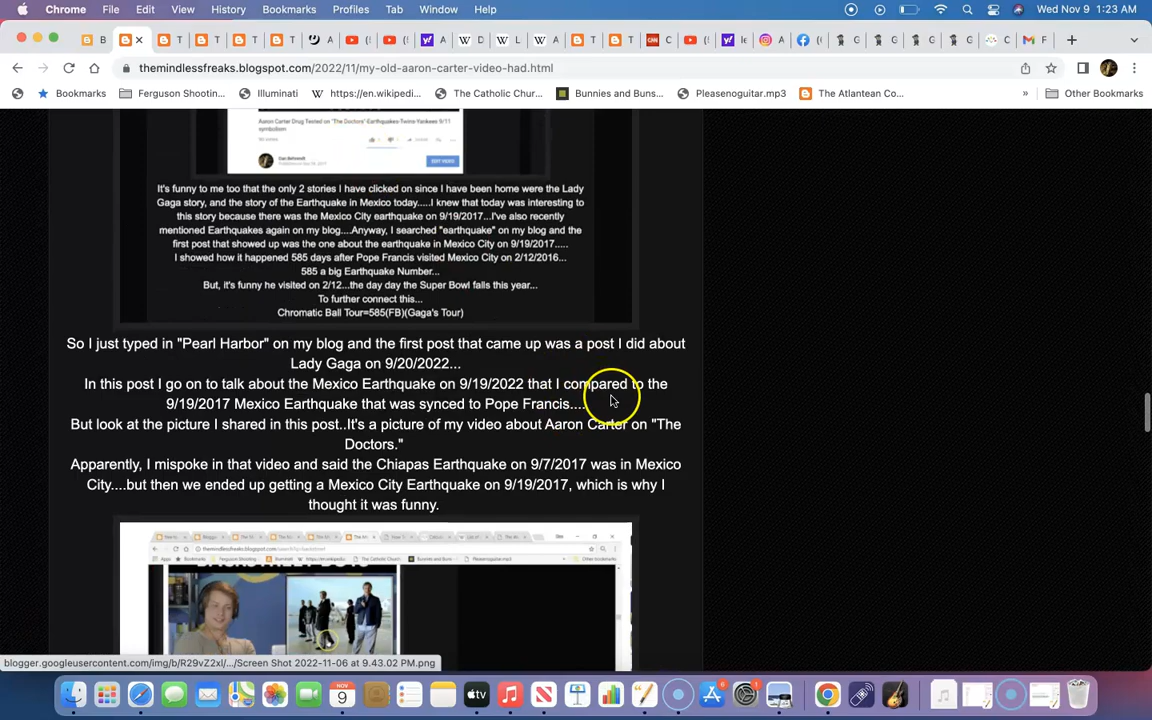 Chrome File Edit View History Bookmarks Profiles Tab Window Help Wed Nov 9 1:23 AM
themindlessfreaks.blogspot.com/2022/11/my-old-aaron-carter-video-had.html
Bookmarks Ferguson Shootin... Illuminati https://en.wikipedi... The Catholic Chur... Bunnies and Buns... Pleasenoguitar.mp3 The Atlantean Co... » Other Bookmarks
Aaron Carter Drug Tested on "The Doctors"-Earthquakes-Twins-Yankees 9/11
symbolism
It's funny to me too that the only 2 stories I have clicked on since I have been home were the Lady
Gaga story, and the story of the Earthquake in Mexico today.....I knew that today was interesting to
this story because there was the Mexico City earthquake on 9/19/2017...I've also recently
mentioned Earthquakes again on my blog....Anyway, I searched "earthquake" on my blog and the
first post that showed up was the one about the earthquake in Mexico City on 9/19/2017.....
I showed how it happened 585 days after Pope Francis visited Mexico City on 2/12/2016...
585 a big Earthquake Number...
But, it's funny he visited on 2/12...the day day the Super Bowl falls this year...
To further connect this...
Chromatic Ball Tour=585(FB)(Gaga's Tour)
So I just typed in "Pearl Harbor" on my blog and the first post that came up was a post I did about
Lady Gaga on 9/20/2022...
In this post I go on to talk about the Mexico Earthquake on 9/19/2022 that I compared to the
9/19/2017 Mexico Earthquake that was synced to Pope Francis....
But look at the picture I shared in this post..It's a picture of my video about Aaron Carter on "The
Doctors."
Apparently, I mispoke in that video and said the Chiapas Earthquake on 9/7/2017 was in Mexico
City....but then we ended up getting a Mexico City Earthquake on 9/19/2017, which is why I
thought it was funny.
blogger.googleusercontent.com/img/b/R29vZ2xl/.../Screen Shot 2022-11-06 at 9.43.02 PM.png